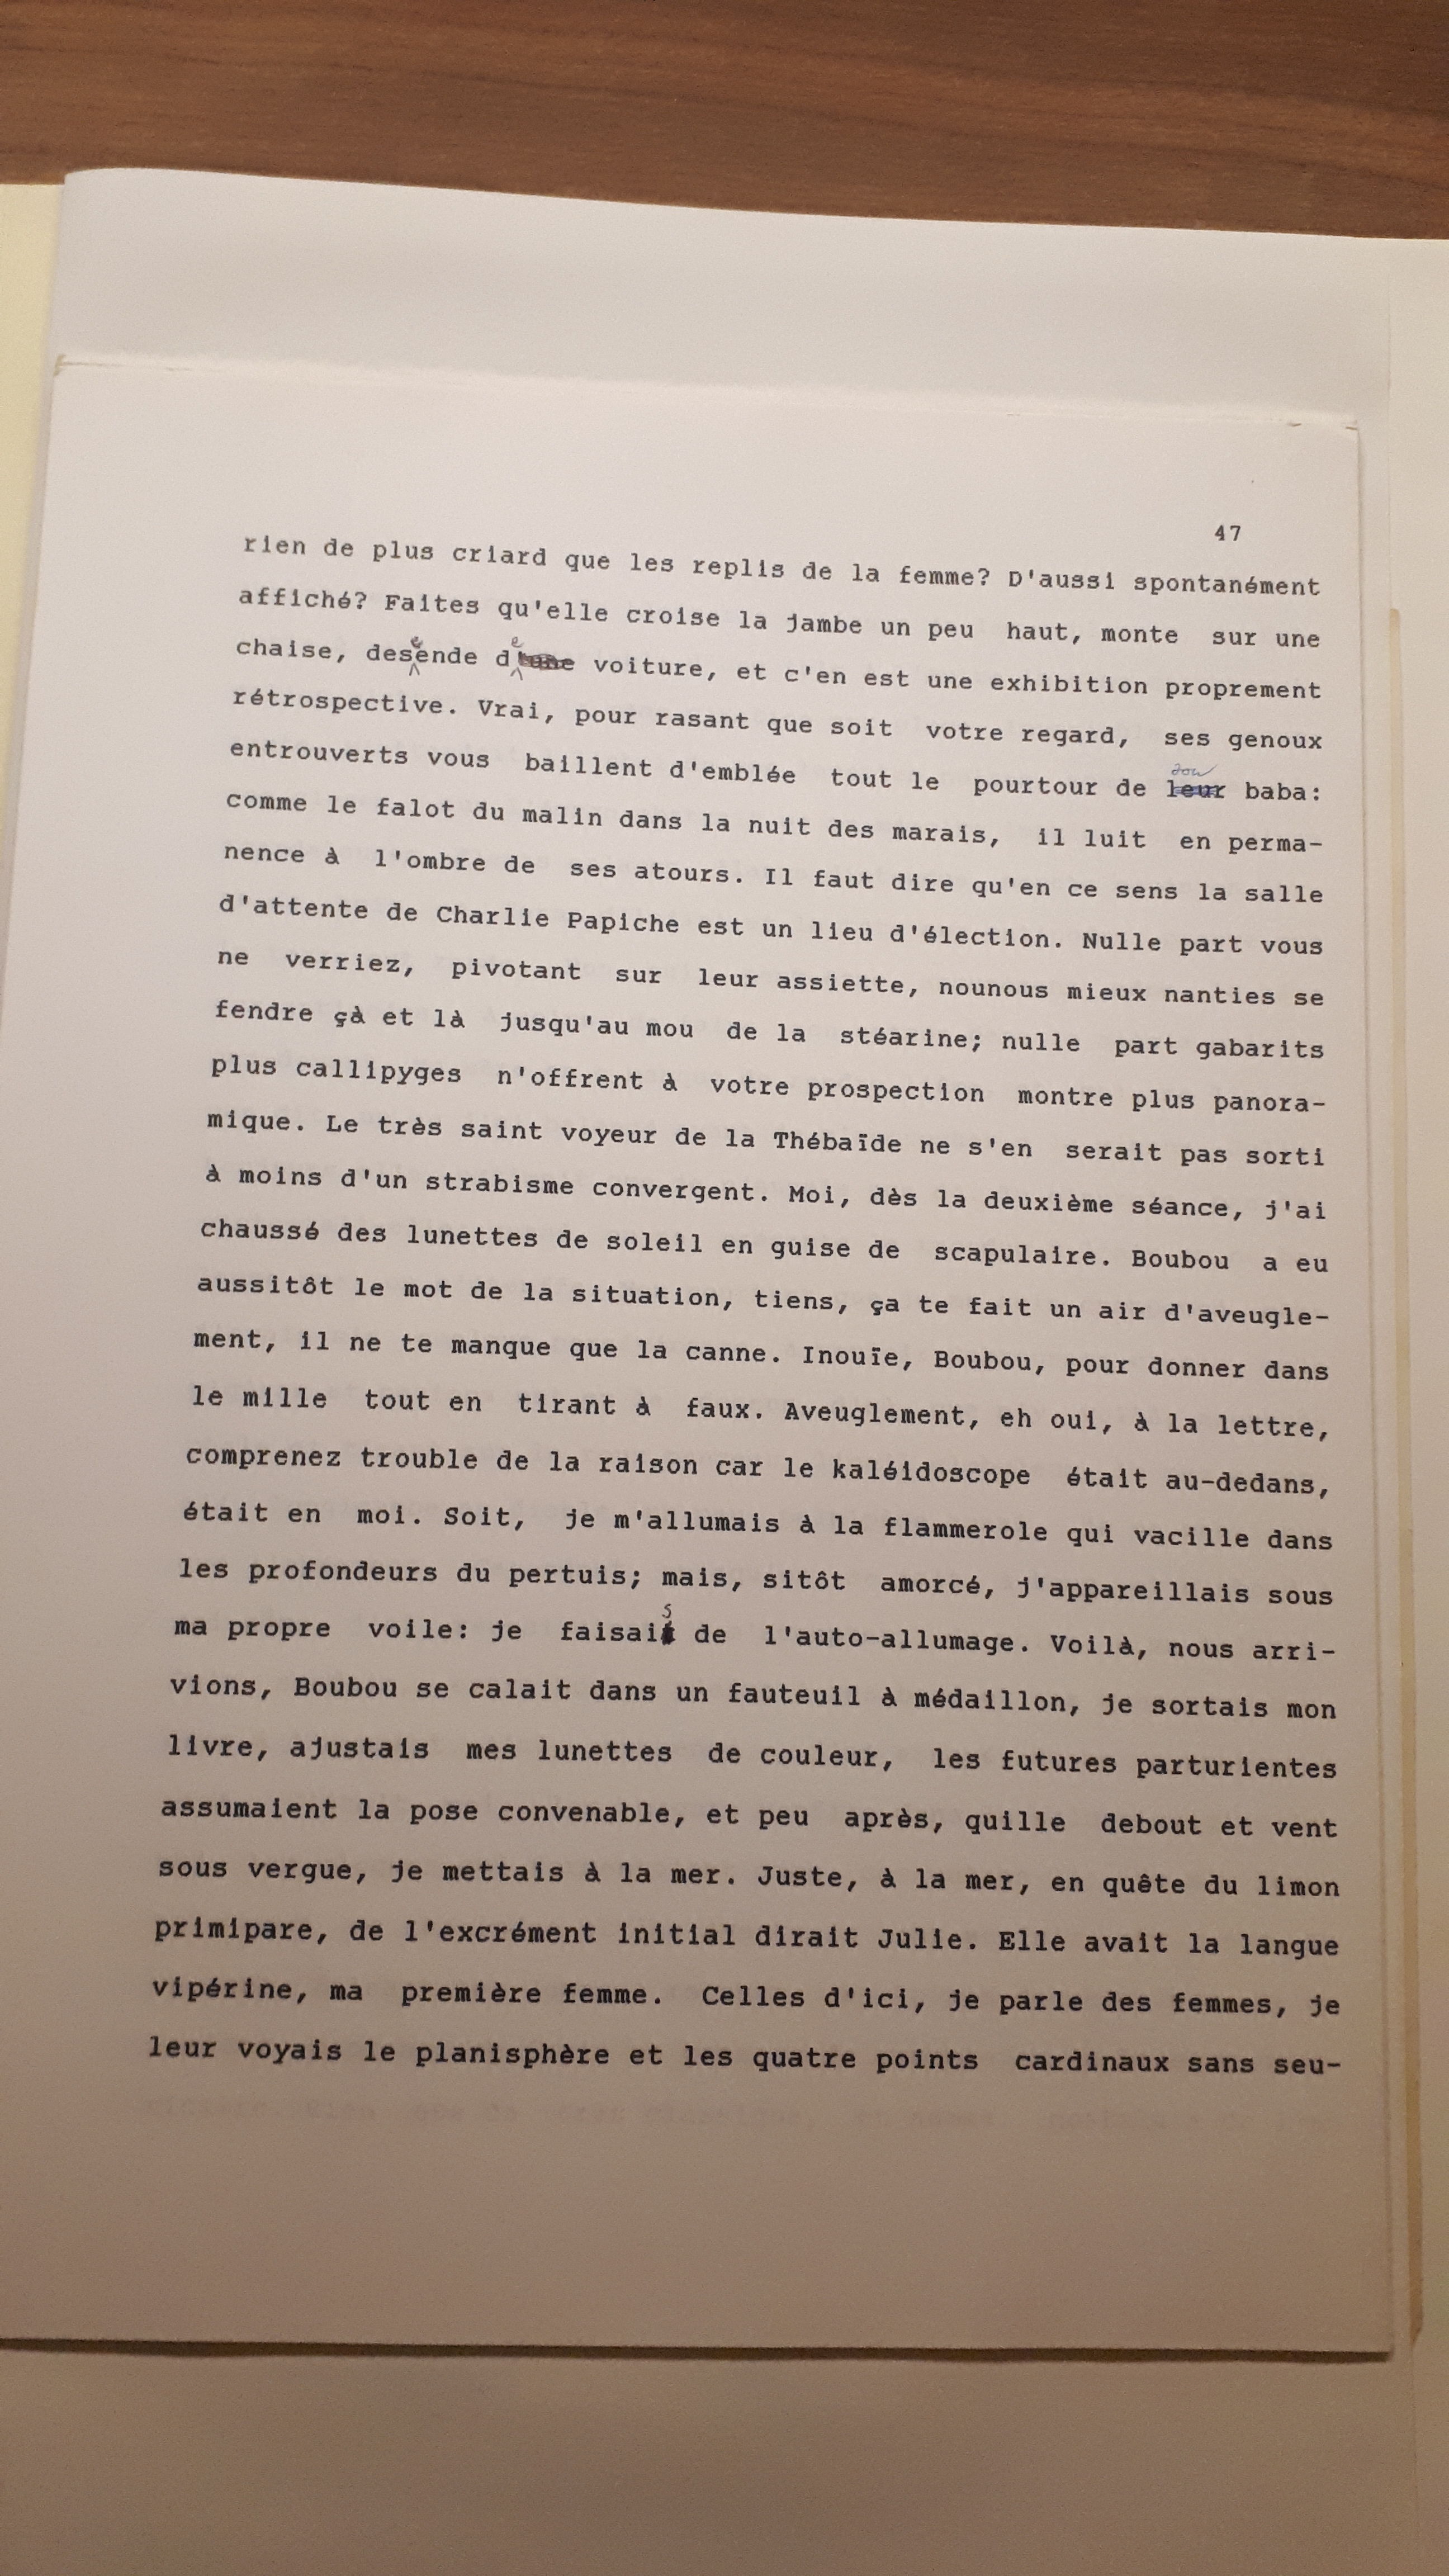 47
rien de plus criard que les replis de la femme? D'aussi spontanément
affiché? Faites qu'elle croise la jambe un peu haut, monte sur une
chaise, descende de voiture, et c'en est une exhibition proprement
rétrospective. Vrai, pour rasant que soit votre regard, ses genoux
entrouverts vous baillent d'emblée tout le pourtour de son baba:
comme le falot du malin dans la nuit des marais, il luit en perma-
nence à l'ombre de ses atours. Il faut dire qu'en ce sens la salle
d'attente de Charlie Papiche est un lieu d'élection. Nulle part vous
ne verriez, pivotant sur leur assiette, nounous mieux nanties se
fendre çà et là jusqu'au mou de la stéarine; nulle part gabarits
plus callipyges n'offrent à votre prospection montre plus panora-
mique. Le très saint voyeur de la Thébaïde ne s'en serait pas sorti
à moins d'un strabisme convergent. Moi, dès la deuxième séance, j'ai
chaussé des lunettes de soleil en guise de scapulaire. Boubou a eu
aussitôt le mot de la situation, tiens, ça te fait un air d'aveugle-
ment, il ne te manque que la canne. Inouïe, Boubou, pour donner dans
le mille tout en tirant à faux. Aveuglement, eh oui, à la lettre,
comprenez trouble de la raison car le kaléidoscope était au-dedans,
était en moi. Soit, je m'allumais à la flammerole qui vacille dans
les profondeurs du pertuis; mais, sitôt amorcé, j'appareillais sous
ma propre voile: je faisais de l'auto-allumage. Voilà, nous arri-
vions, Boubou se calait dans un fauteuil à médaillon, je sortais mon
livre, ajustais mes lunettes de couleur, les futures parturientes
assumaient la pose convenable, et peu après, quille debout et vent
sous vergue, je mettais à la mer. Juste, à la mer, en quête du limon
primipare, de l'excrément initial dirait Julie. Elle avait la langue
vipérine, ma première femme. Celles d'ici, je parle des femmes, je
leur voyais le planisphère et les quatre points cardinaux sans seu-